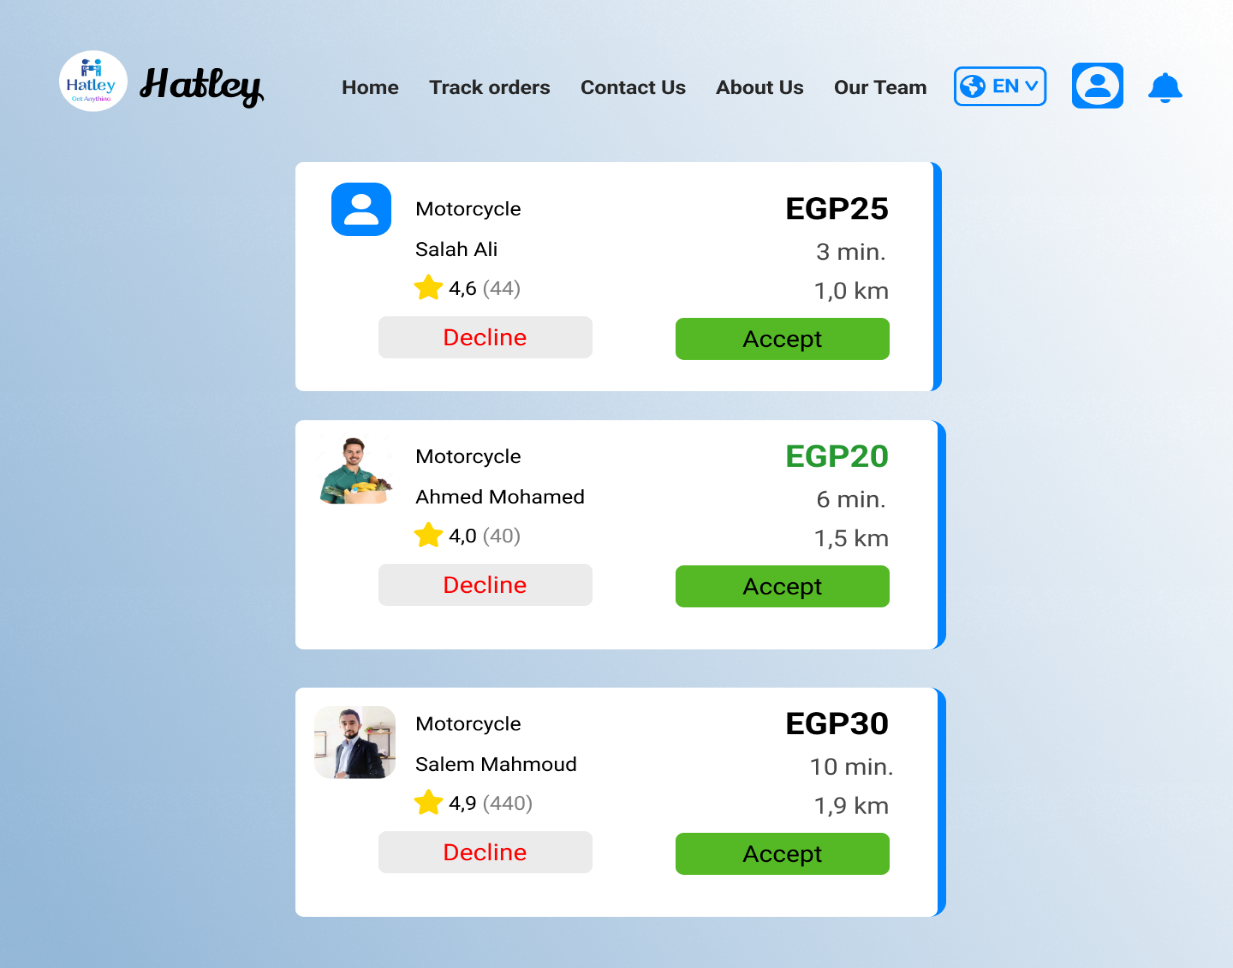 Hatley
Get Anything
Hatley
Home Track orders Contact Us About Us Our Team EN
Motorcycle EGP25
Salah Ali 3 min.
4,6 (44) 1,0 km
Decline Accept
Motorcycle EGP20
Ahmed Mohamed 6 min.
4,0 (40) 1,5 km
Decline Accept
Motorcycle EGP30
Salem Mahmoud 10 min.
4,9 (440) 1,9 km
Decline Accept